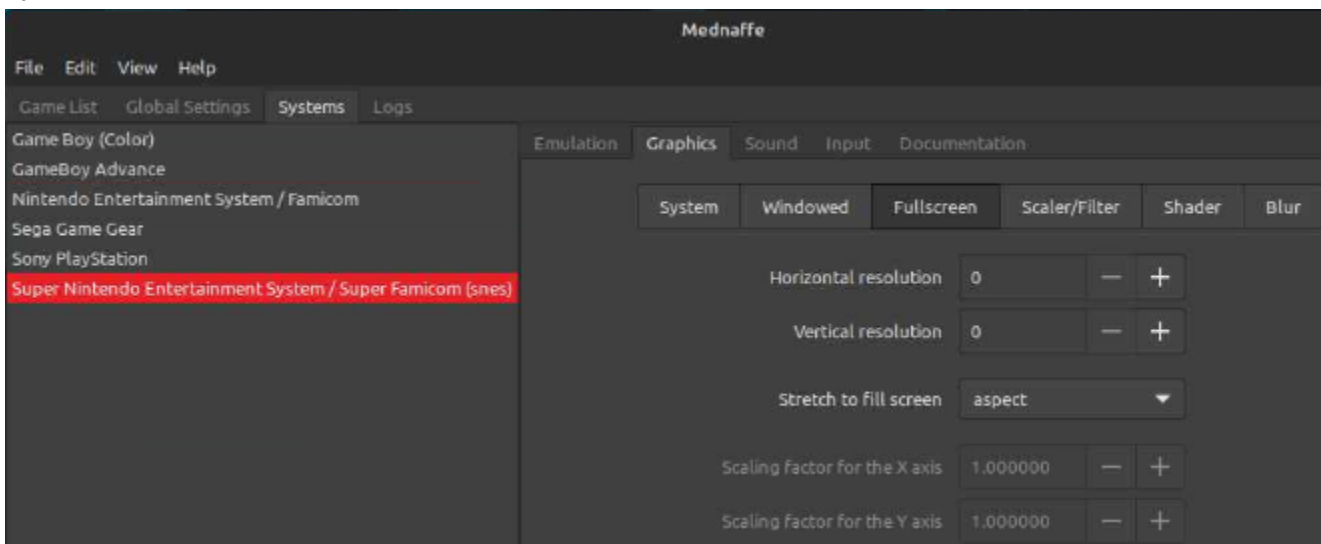 Mednaffe
File Edit View Help
Game List Global Settings Systems Logs
Game Boy (Color)
GameBoy Advance
Nintendo Entertainment System / Famicom
Sega Game Gear
Sony PlayStation
Super Nintendo Entertainment System / Super Famicom (snes)
Emulation Graphics Sound Input Documentation
System Windowed Fullscreen Scaler/Filter Shader Blur
Horizontal resolution 0 — +
Vertical resolution 0 — +
Stretch to fill screen aspect
Scaling factor for the X axis 1.000000 — +
Scaling factor for the Y axis 1.000000 — +